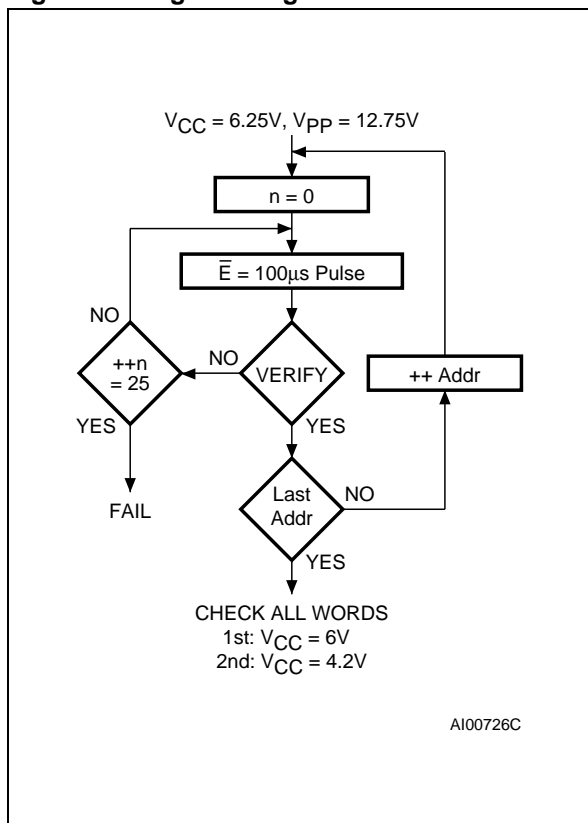 VCC = 6.25V, VPP = 12.75V
n = 0
E̅ = 100µs Pulse
NO
++n
= 25
NO
VERIFY
++ Addr
YES
YES
Last
Addr
NO
FAIL
YES
CHECK ALL WORDS
1st: VCC = 6V
2nd: VCC = 4.2V
AI00726C